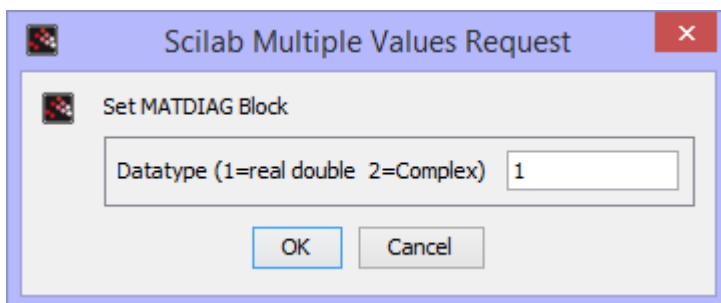 Scilab Multiple Values Request
Set MATDIAG Block
Datatype (1=real double  2=Complex) 1
OK Cancel